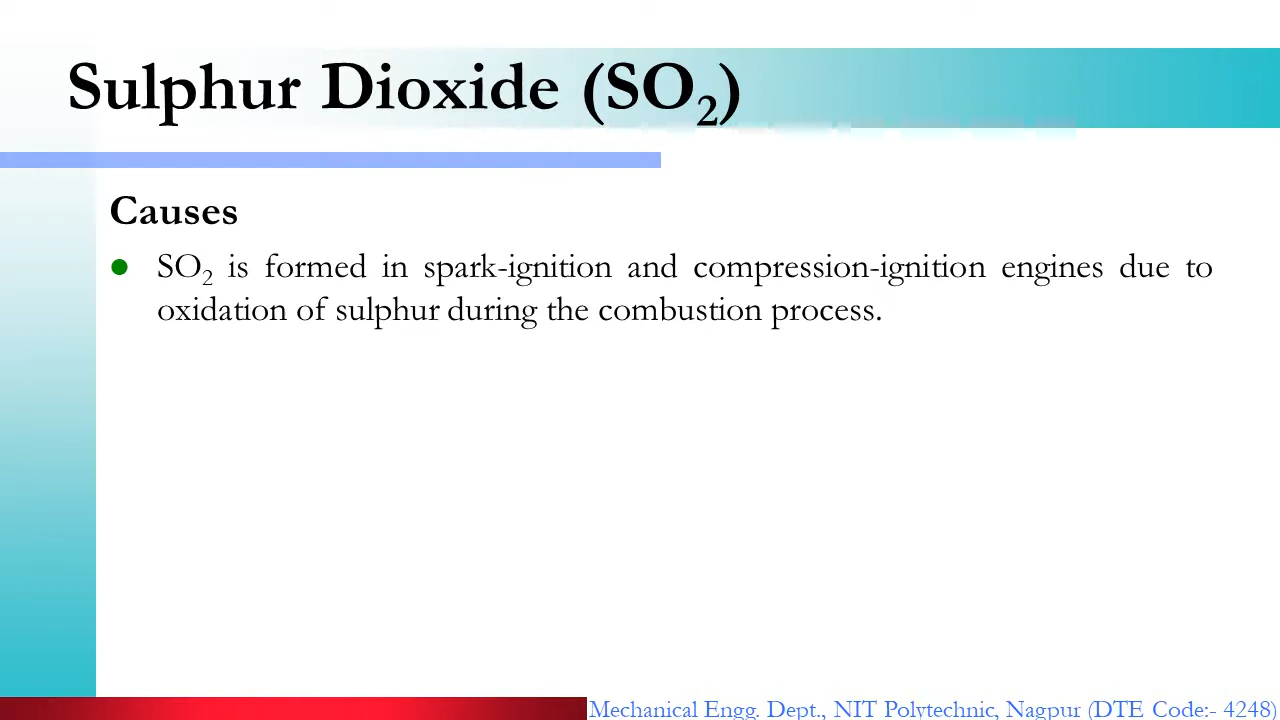 Sulphur Dioxide (SO₂)
Causes
SO₂ is formed in spark-ignition and compression-ignition engines due to
oxidation of sulphur during the combustion process.
Mechanical Engg. Dept., NIT Polytechnic, Nagpur (DTE Code:- 4248)